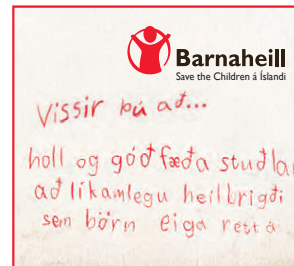 Barnaheill
Save the Children á Íslandi
Vissir þú að...
holl og góð fæða stuðlar
að líkamlegu heilbrigði
sem börn eiga rétt á